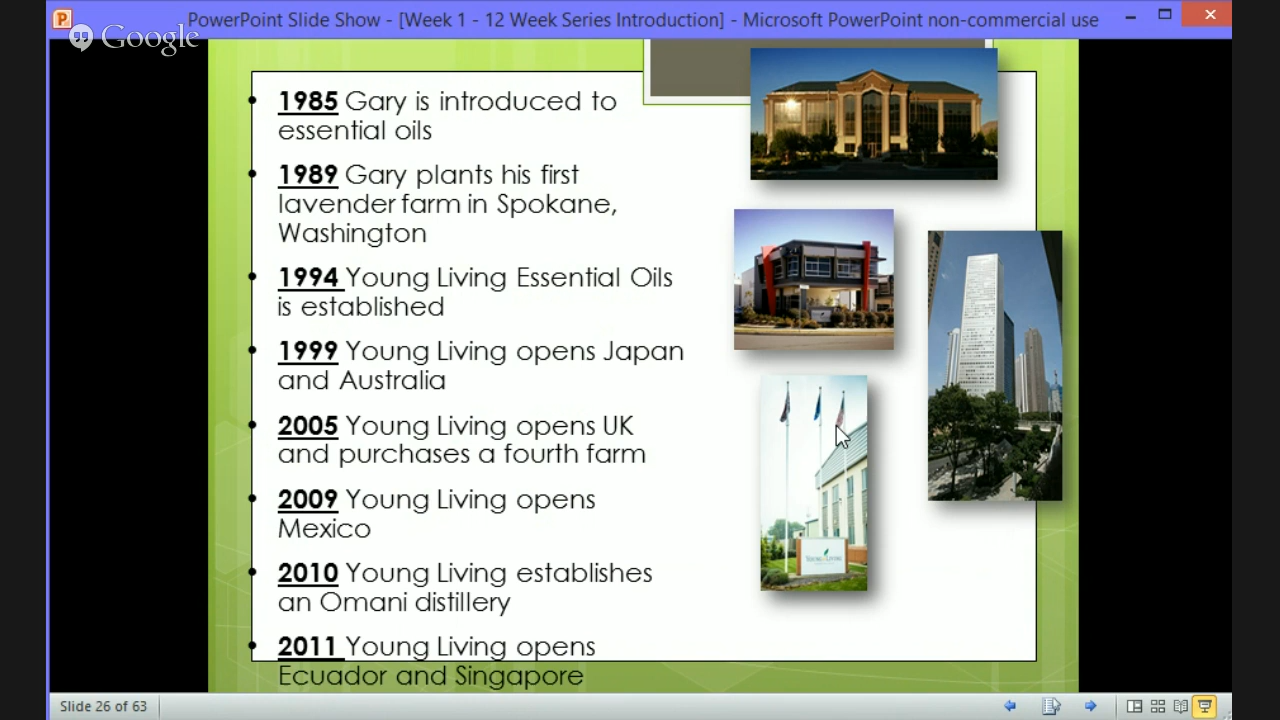 PowerPoint Slide Show - [Week 1 - 12 Week Series Introduction] - Microsoft PowerPoint non-commercial use
Google
1985 Gary is introduced to
essential oils
1989 Gary plants his first
lavender farm in Spokane,
Washington
1994 Young Living Essential Oils
is established
1999 Young Living opens Japan
and Australia
2005 Young Living opens UK
and purchases a fourth farm
2009 Young Living opens
Mexico
2010 Young Living establishes
an Omani distillery
2011 Young Living opens
Ecuador and Singapore
YOUNG LIVING
Slide 26 of 63